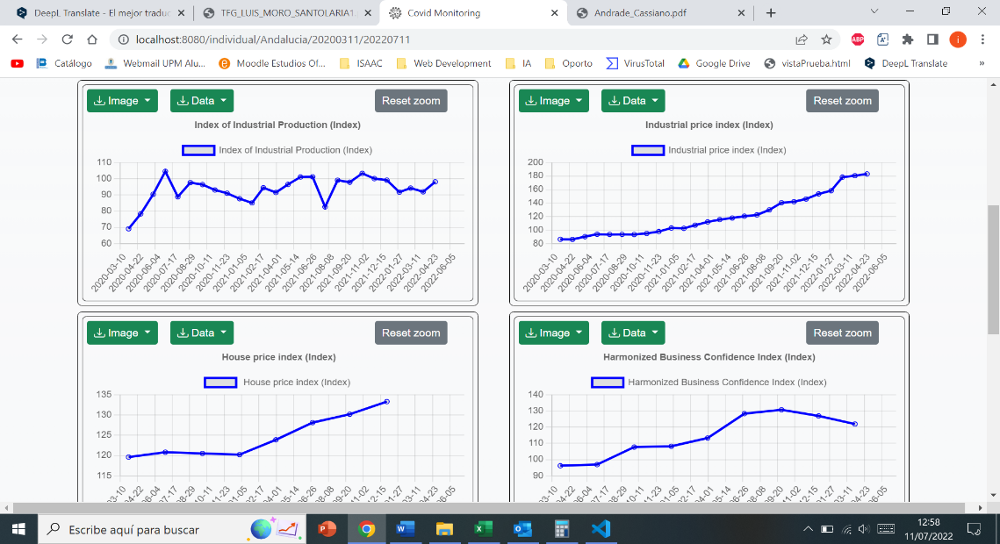 DeepL Translate - El mejor traduc
TFG_LUIS_MORO_SANTOLARIA1.
Covid Monitoring
Andrade_Cassiano.pdf
localhost:8080/individual/Andalucia/20200311/20220711
ABP
i
Catálogo
Webmail UPM Alu...
Moodle Estudios Of...
ISAAC
Web Development
IA
Oporto
VirusTotal
Google Drive
vistaPrueba.html
DeepL Translate
»
Image
Data
Reset zoom
Index of Industrial Production (Index)
Index of Industrial Production (Index)
110
100
90
80
70
60
2020-03-10
2020-04-22
2020-06-04
2020-07-17
2020-08-29
2020-10-11
2020-11-23
2021-01-05
2021-02-17
2021-04-01
2021-05-14
2021-06-26
2021-08-08
2021-09-20
2021-11-02
2021-12-15
2022-01-27
2022-03-11
2022-04-23
2022-06-05
Image
Data
Reset zoom
Industrial price index (Index)
Industrial price index (Index)
200
180
160
140
120
100
80
2020-03-10
2020-04-22
2020-06-04
2020-07-17
2020-08-29
2020-10-11
2020-11-23
2021-01-05
2021-02-17
2021-04-01
2021-05-14
2021-06-26
2021-08-08
2021-09-20
2021-11-02
2021-12-15
2022-01-27
2022-03-11
2022-04-23
2022-06-05
Image
Data
Reset zoom
House price index (Index)
House price index (Index)
135
130
125
120
115
03-10
04-22
06-04
07-17
08-29
10-11
11-23
01-05
02-17
04-01
05-14
06-26
08-08
09-20
11-02
12-15
01-27
03-11
04-23
06-05
Image
Data
Reset zoom
Harmonized Business Confidence Index (Index)
Harmonized Business Confidence Index (Index)
140
130
120
110
100
90
03-10
04-22
06-04
07-17
08-29
10-11
11-23
01-05
02-17
04-01
05-14
06-26
08-08
09-20
11-02
12-15
01-27
03-11
04-23
06-05
Escribe aquí para buscar
12:58
11/07/2022